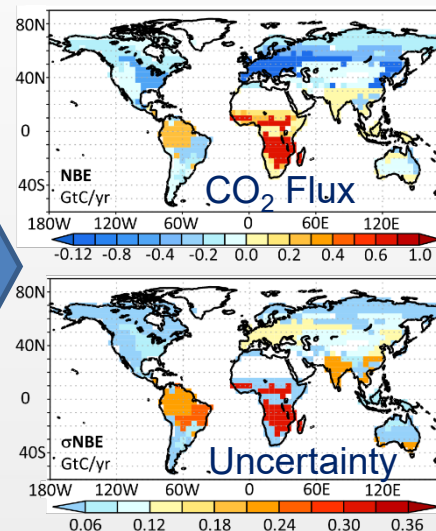 80N
40N
0
40S
NBE
GtC/yr
CO₂ Flux
180W 120W 60W 0 60E 120E
-0.12 -0.8 -0.4 -0.2 0.0 0.2 0.4 0.6 1.0
80N
40N
0
40S
σNBE
GtC/yr
Uncertainty
180W 120W 60W 0 60E 120E
0.06 0.12 0.18 0.24 0.30 0.36